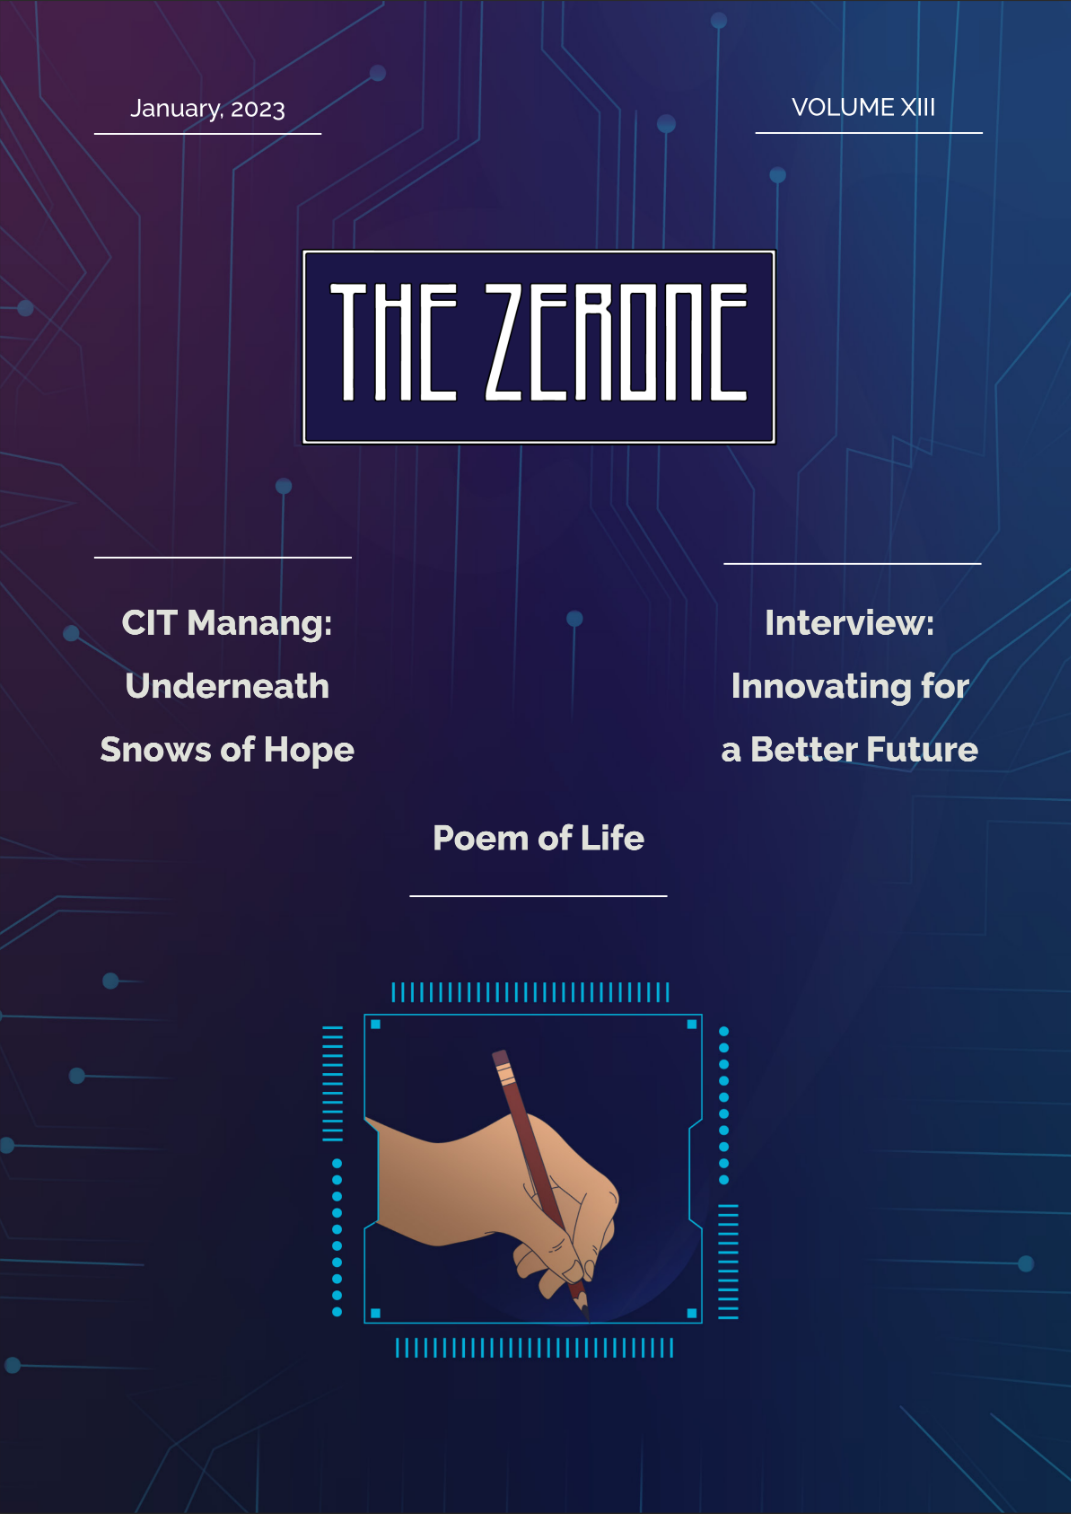 January, 2023
VOLUME XIII
THE ZERONE
CIT Manang:
Underneath
Snows of Hope
Interview:
Innovating for
a Better Future
Poem of Life